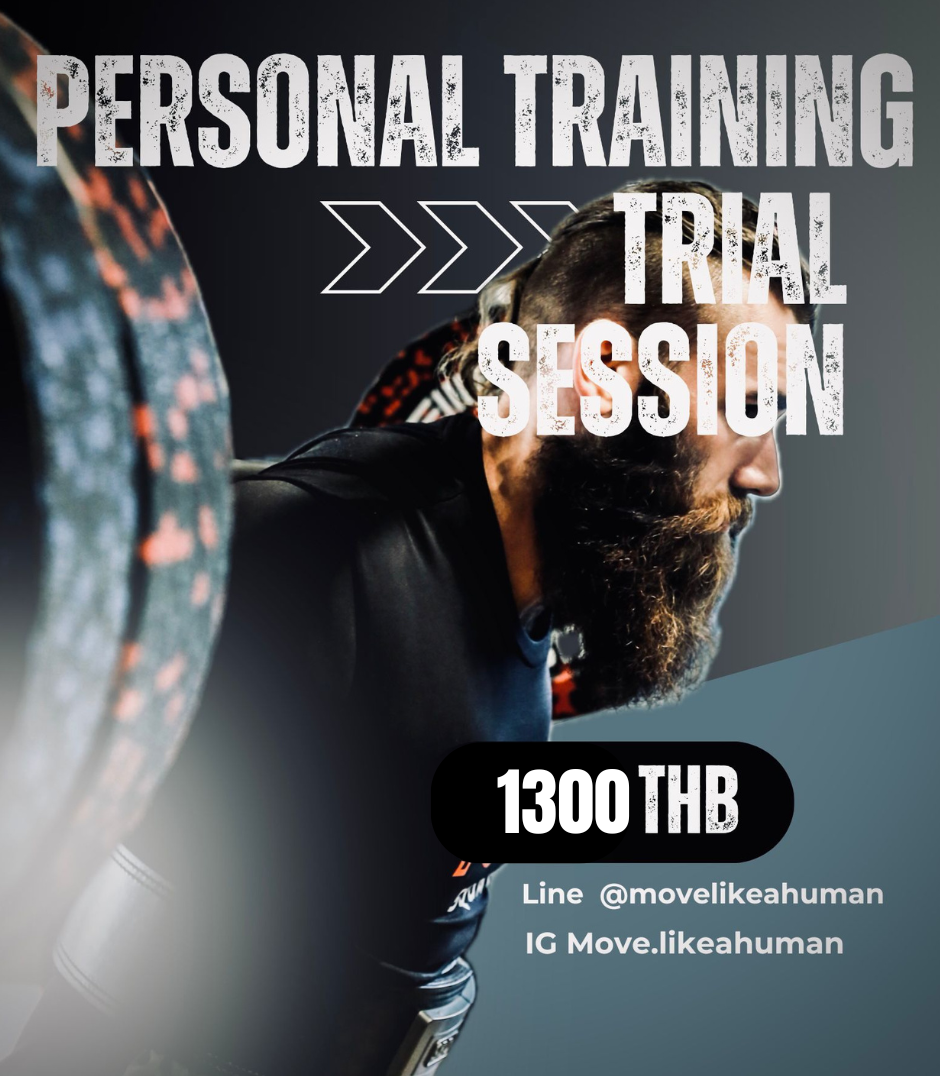 PERSONAL TRAINING
TRIAL
SESSION
1300 THB
Line @movelikeahuman
IG Move.likeahuman